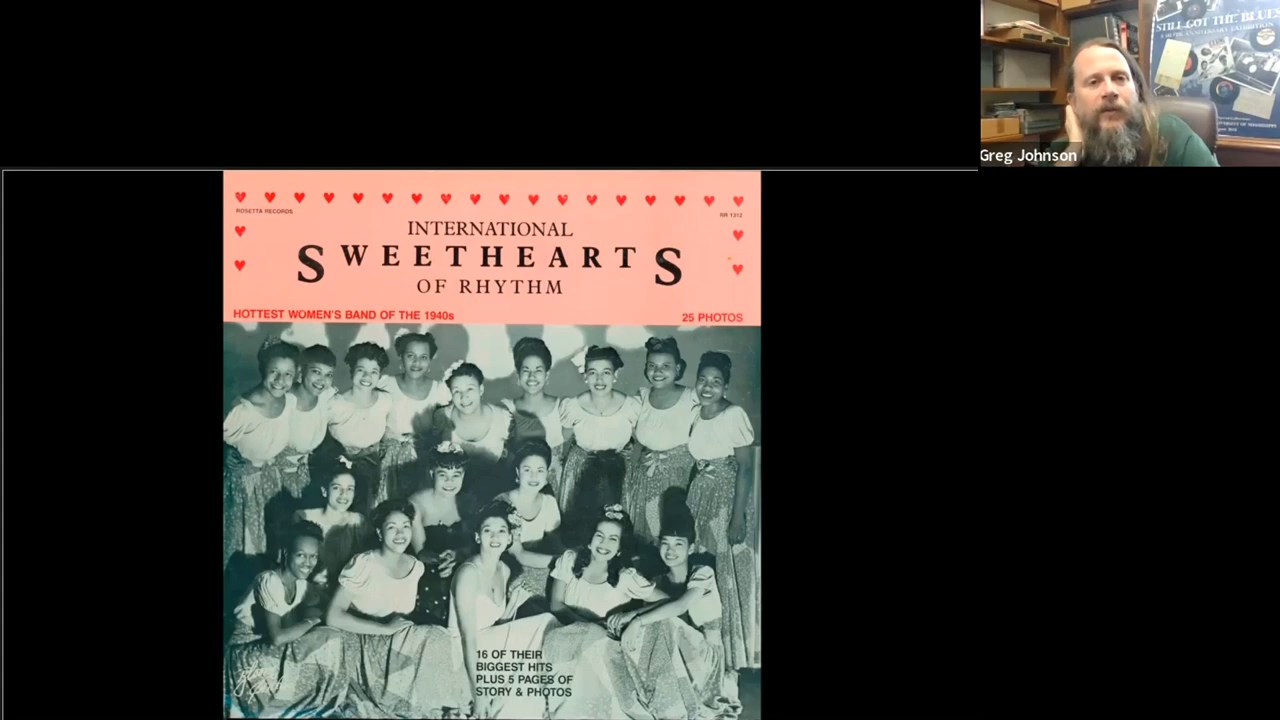 STILL GOT THE BLUES
Greg Johnson
ROSETTA RECORDS
RR 1312
INTERNATIONAL
SWEETHEARTS
OF RHYTHM
HOTTEST WOMEN'S BAND OF THE 1940s
25 PHOTOS
16 OF THEIR
BIGGEST HITS
PLUS 5 PAGES OF
STORY & PHOTOS